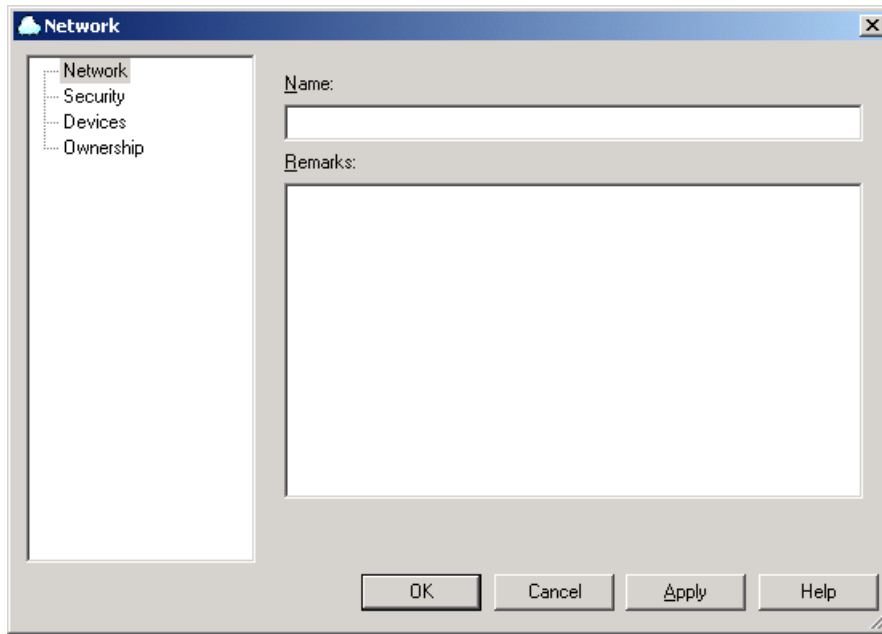 Network
Network
Security
Devices
Ownership
Name:
Remarks:
OK Cancel Apply Help